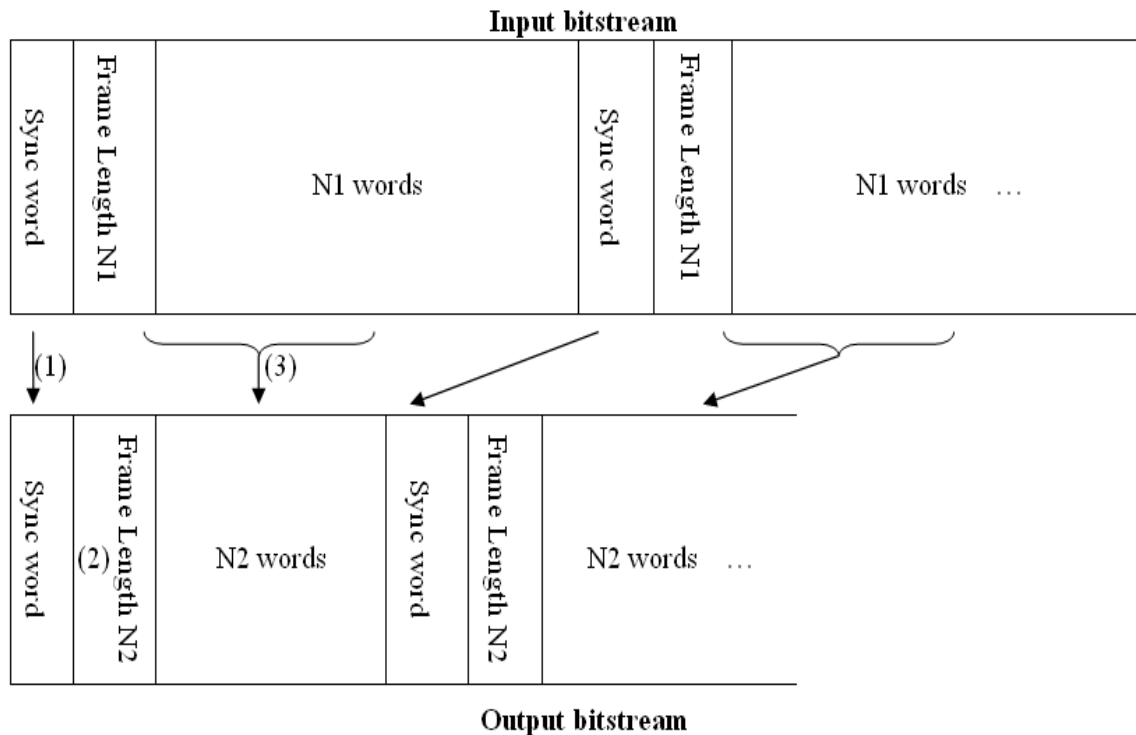 Input bitstream
Sync word
Frame Length N1
N1 words
Sync word
Frame Length N1
N1 words …
(1)
(3)
Sync word
(2)
Frame Length N2
N2 words
Sync word
Frame Length N2
N2 words …
Output bitstream